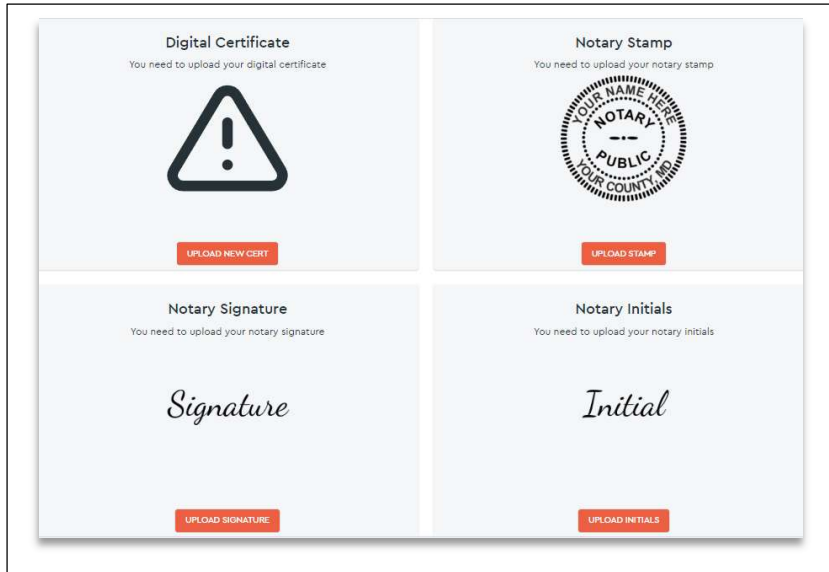 Digital Certificate
You need to upload your digital certificate
UPLOAD NEW CERT
Notary Stamp
You need to upload your notary stamp
YOUR NAME HERE
NOTARY
PUBLIC
YOUR COUNTY, MD
UPLOAD STAMP
Notary Signature
You need to upload your notary signature
Signature
UPLOAD SIGNATURE
Notary Initials
You need to upload your notary initials
Initial
UPLOAD INITIALS